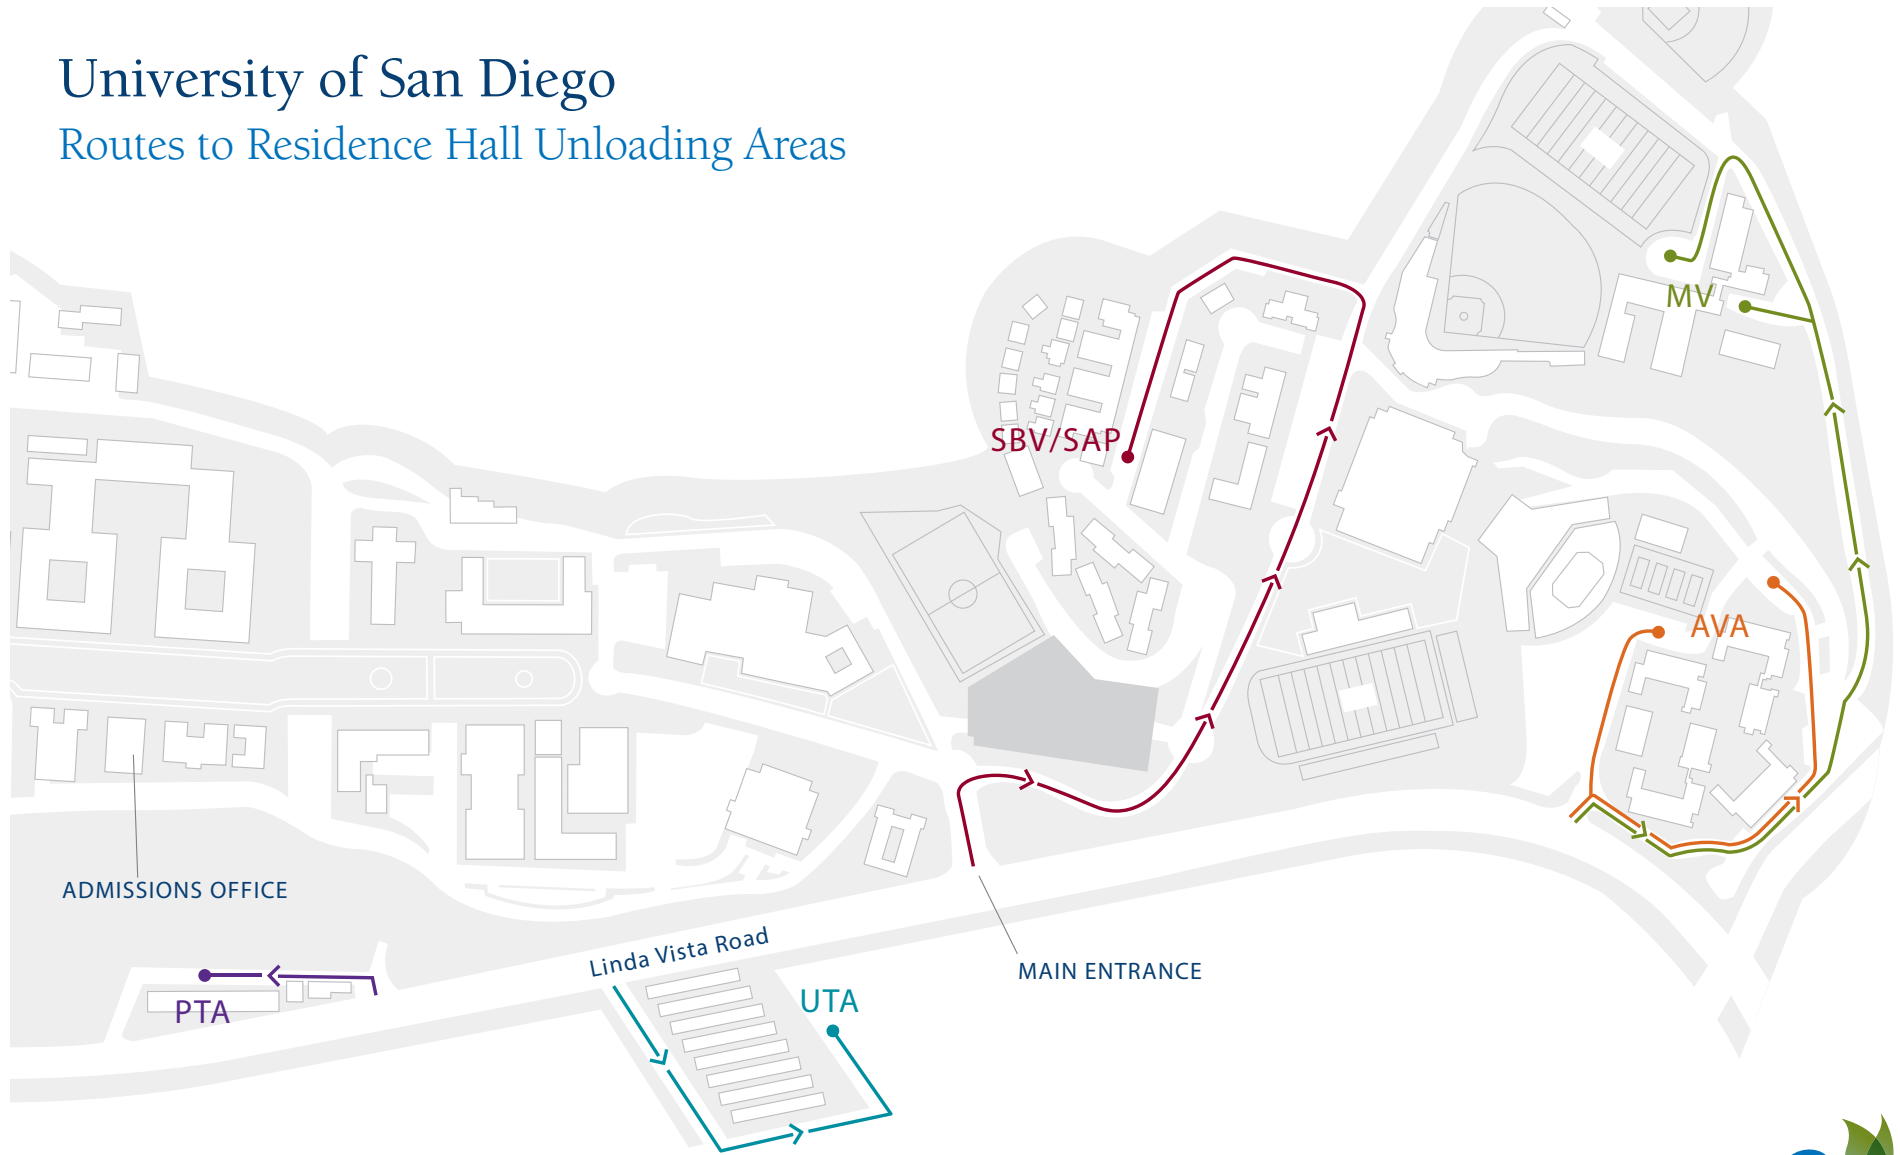 University of San Diego
Routes to Residence Hall Unloading Areas
MV
SBV/SAP
AVA
ADMISSIONS OFFICE
Linda Vista Road
MAIN ENTRANCE
PTA
UTA